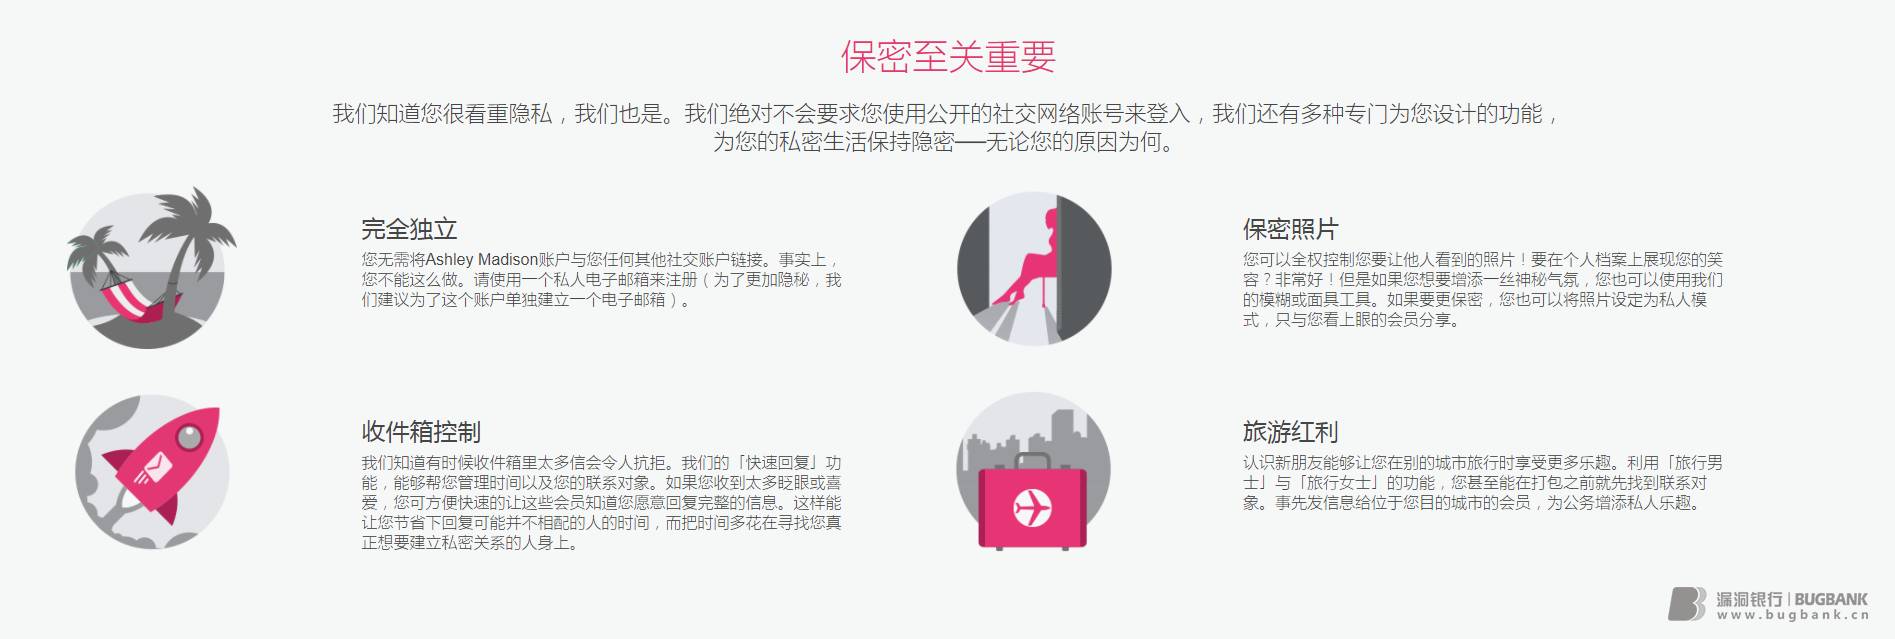 保密至关重要
我们知道您很看重隐私，我们也是。我们绝对不会要求您使用公开的社交网络账号来登入，我们还有多种专门为您设计的功能，
为您的私密生活保持隐密——无论您的原因为何。
完全独立
您无需将Ashley Madison账户与您任何其他社交账户链接。事实上，
您不能这么做。请使用一个私人电子邮箱来注册（为了更加隐秘，我
们建议为了这个账户单独建立一个电子邮箱）。
保密照片
您可以全权控制您要让他人看到的照片！要在个人档案上展现您的笑
容？非常好！但是如果您想要增添一丝神秘气氛，您也可以使用我们
的模糊或面具工具。如果要更保密，您也可以将照片设定为私人模
式，只与您看上眼的会员分享。
收件箱控制
我们知道有时候收件箱里太多信会令人抗拒。我们的「快速回复」功
能，能够帮您管理时间以及您的联系对象。如果您收到太多眨眼或喜
爱，您可方便快速的让这些会员知道您愿意回复完整的信息。这样能
让您节省下回复可能并不相配的人的时间，而把时间多花在寻找您真
正想要建立私密关系的人身上。
旅游红利
认识新朋友能够让您在别的城市旅行时享受更多乐趣。利用「旅行男
士」与「旅行女士」的功能，您甚至能在打包之前就先找到联系对
象。事先发信息给位于您目的城市的会员，为公务增添私人乐趣。
漏洞银行 | BUGBANK
www.bugbank.cn